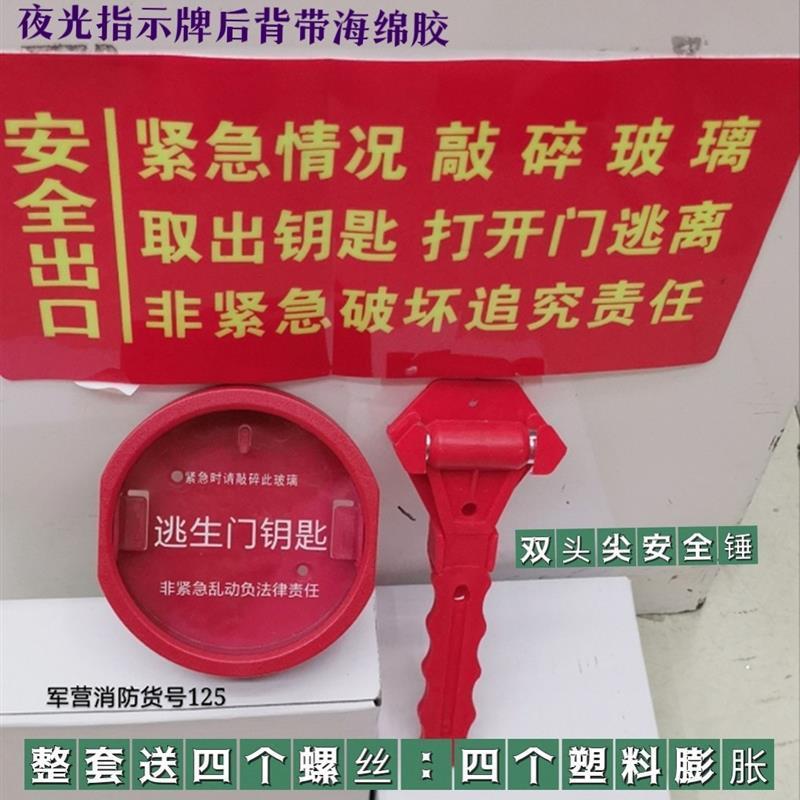 夜光指示牌后背带海绵胶
安全出口
紧急情况 敲碎玻璃
取出钥匙 打开门逃离
非紧急破坏追究责任
紧急时请敲碎此玻璃
逃生门钥匙
非紧急乱动负法律责任
双头尖安全锤
军营消防货号125
整套送四个螺丝：四个塑料膨胀